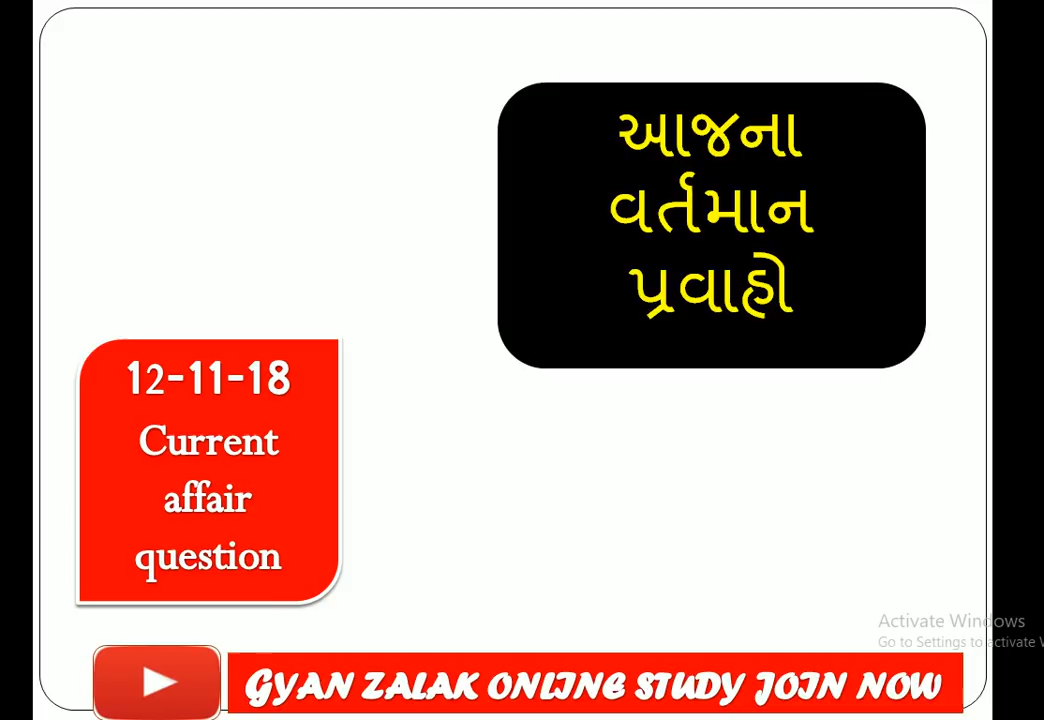 આજના
વર્તમાન
પ્રવાહો
12-11-18
Current
affair
question
Activate Windows
Go to Settings to activate W
GYAN ZALAK ONLINE STUDY JOIN NOW